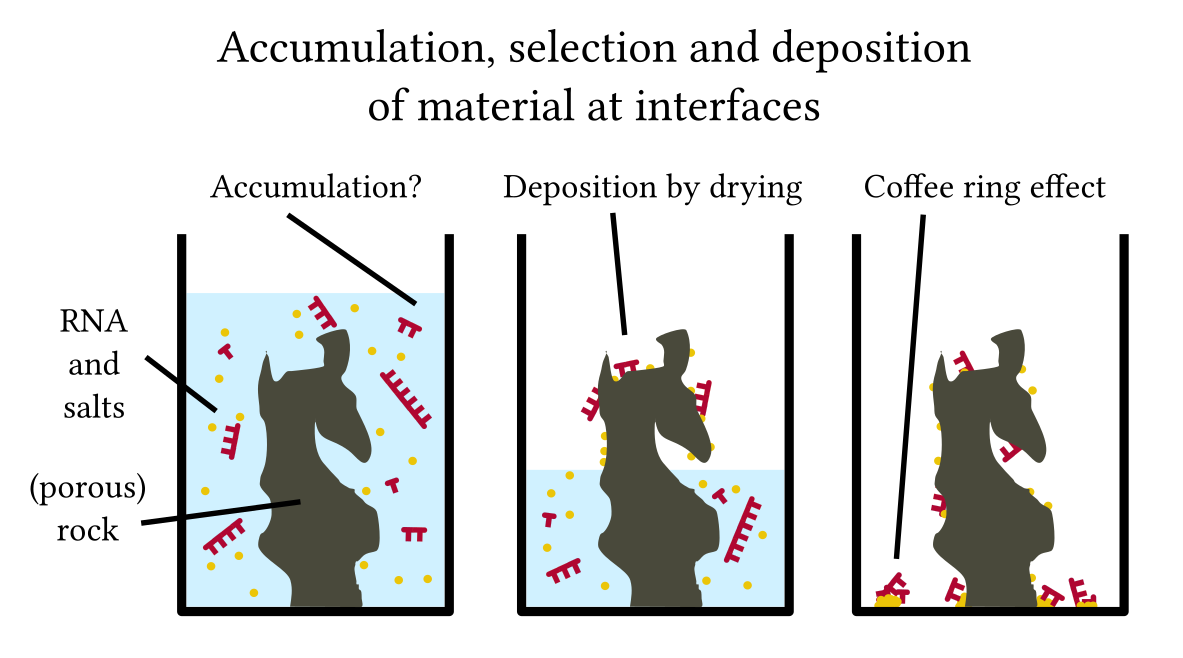 Accumulation, selection and deposition
of material at interfaces
Accumulation?
Deposition by drying
Coffee ring effect
RNA
and
salts
(porous)
rock